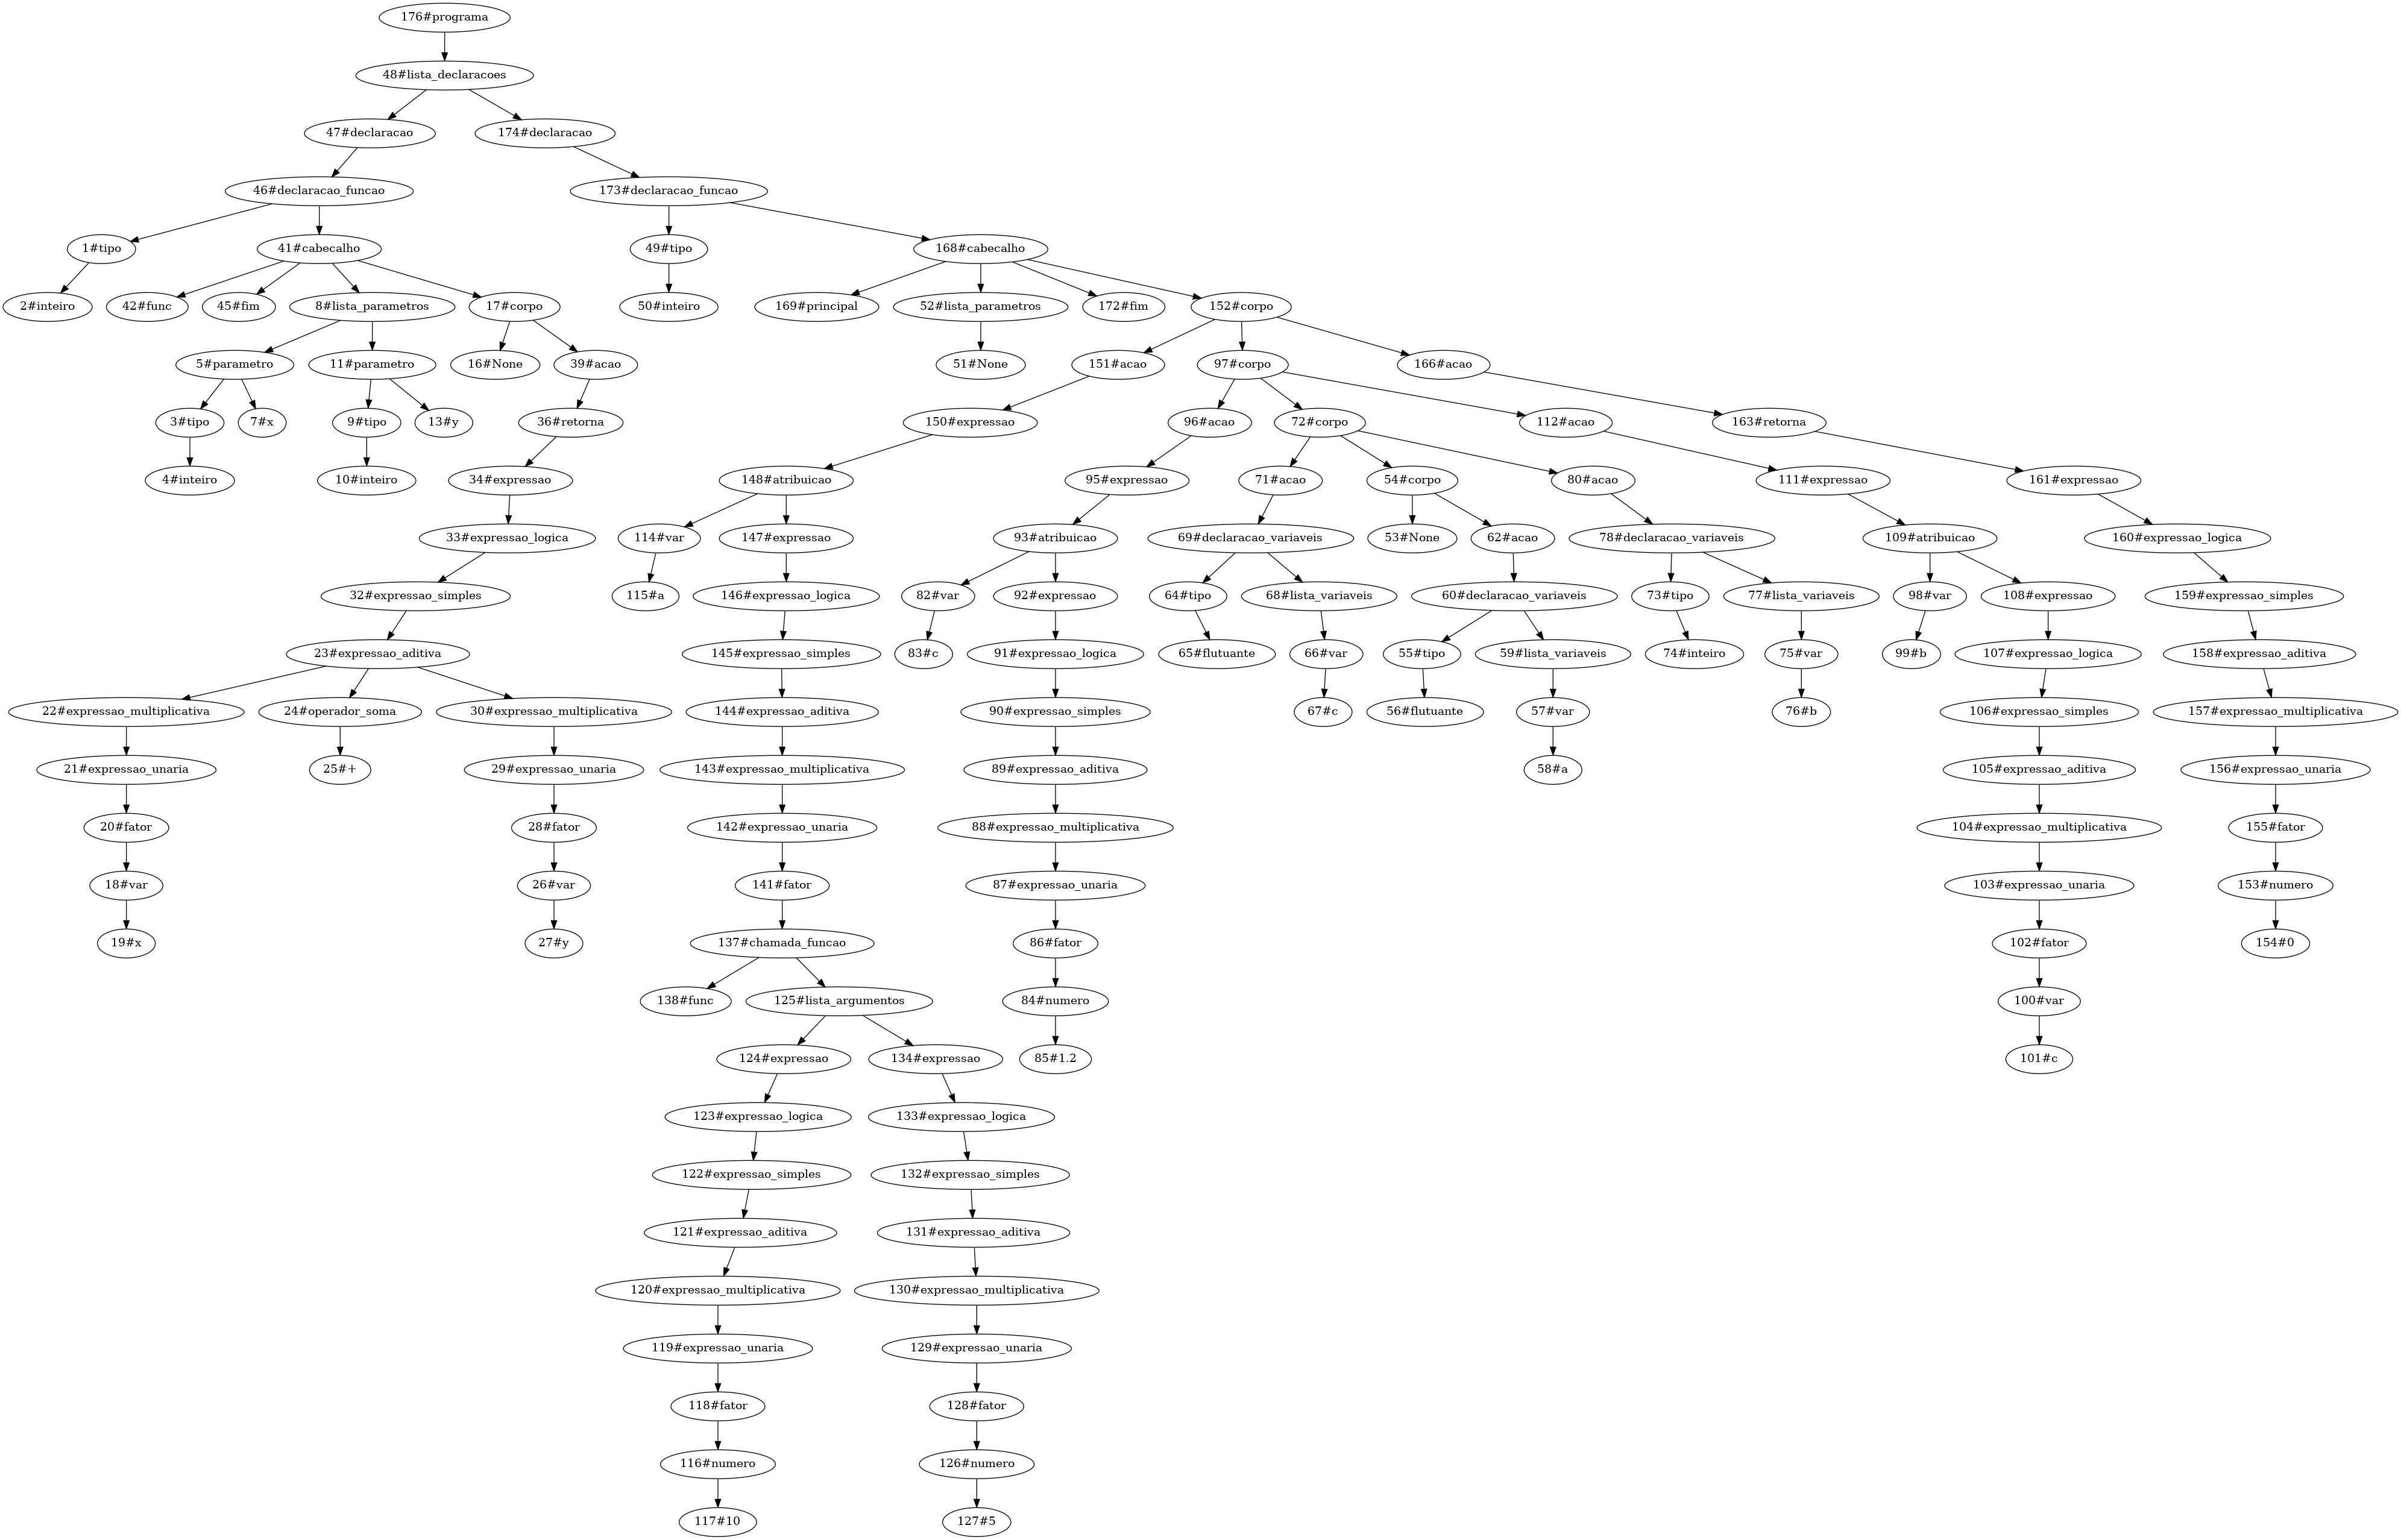 176#programa
48#lista_declaracoes
47#declaracao
174#declaracao
46#declaracao_funcao
173#declaracao_funcao
1#tipo
41#cabecalho
49#tipo
168#cabecalho
2#inteiro
42#func
45#fim
8#lista_parametros
17#corpo
50#inteiro
169#principal
52#lista_parametros
172#fim
152#corpo
5#parametro
11#parametro
16#None
39#acao
51#None
151#acao
97#corpo
166#acao
3#tipo
7#x
9#tipo
13#y
36#retorna
150#expressao
96#acao
72#corpo
112#acao
163#retorna
4#inteiro
10#inteiro
34#expressao
148#atribuicao
95#expressao
71#acao
54#corpo
80#acao
111#expressao
161#expressao
33#expressao_logica
114#var
147#expressao
93#atribuicao
69#declaracao_variaveis
53#None
62#acao
78#declaracao_variaveis
109#atribuicao
160#expressao_logica
32#expressao_simples
115#a
146#expressao_logica
82#var
92#expressao
64#tipo
68#lista_variaveis
60#declaracao_variaveis
73#tipo
77#lista_variaveis
98#var
108#expressao
159#expressao_simples
23#expressao_aditiva
145#expressao_simples
83#c
91#expressao_logica
65#flutuante
66#var
55#tipo
59#lista_variaveis
74#inteiro
75#var
99#b
107#expressao_logica
158#expressao_aditiva
22#expressao_multiplicativa
24#operador_soma
30#expressao_multiplicativa
144#expressao_aditiva
90#expressao_simples
67#c
56#flutuante
57#var
76#b
106#expressao_simples
157#expressao_multiplicativa
21#expressao_unaria
25#+
29#expressao_unaria
143#expressao_multiplicativa
89#expressao_aditiva
58#a
105#expressao_aditiva
156#expressao_unaria
20#fator
28#fator
142#expressao_unaria
88#expressao_multiplicativa
104#expressao_multiplicativa
155#fator
18#var
26#var
141#fator
87#expressao_unaria
103#expressao_unaria
153#numero
19#x
27#y
137#chamada_funcao
86#fator
102#fator
154#0
138#func
125#lista_argumentos
84#numero
100#var
124#expressao
134#expressao
85#1.2
101#c
123#expressao_logica
133#expressao_logica
122#expressao_simples
132#expressao_simples
121#expressao_aditiva
131#expressao_aditiva
120#expressao_multiplicativa
130#expressao_multiplicativa
119#expressao_unaria
129#expressao_unaria
118#fator
128#fator
116#numero
126#numero
117#10
127#5